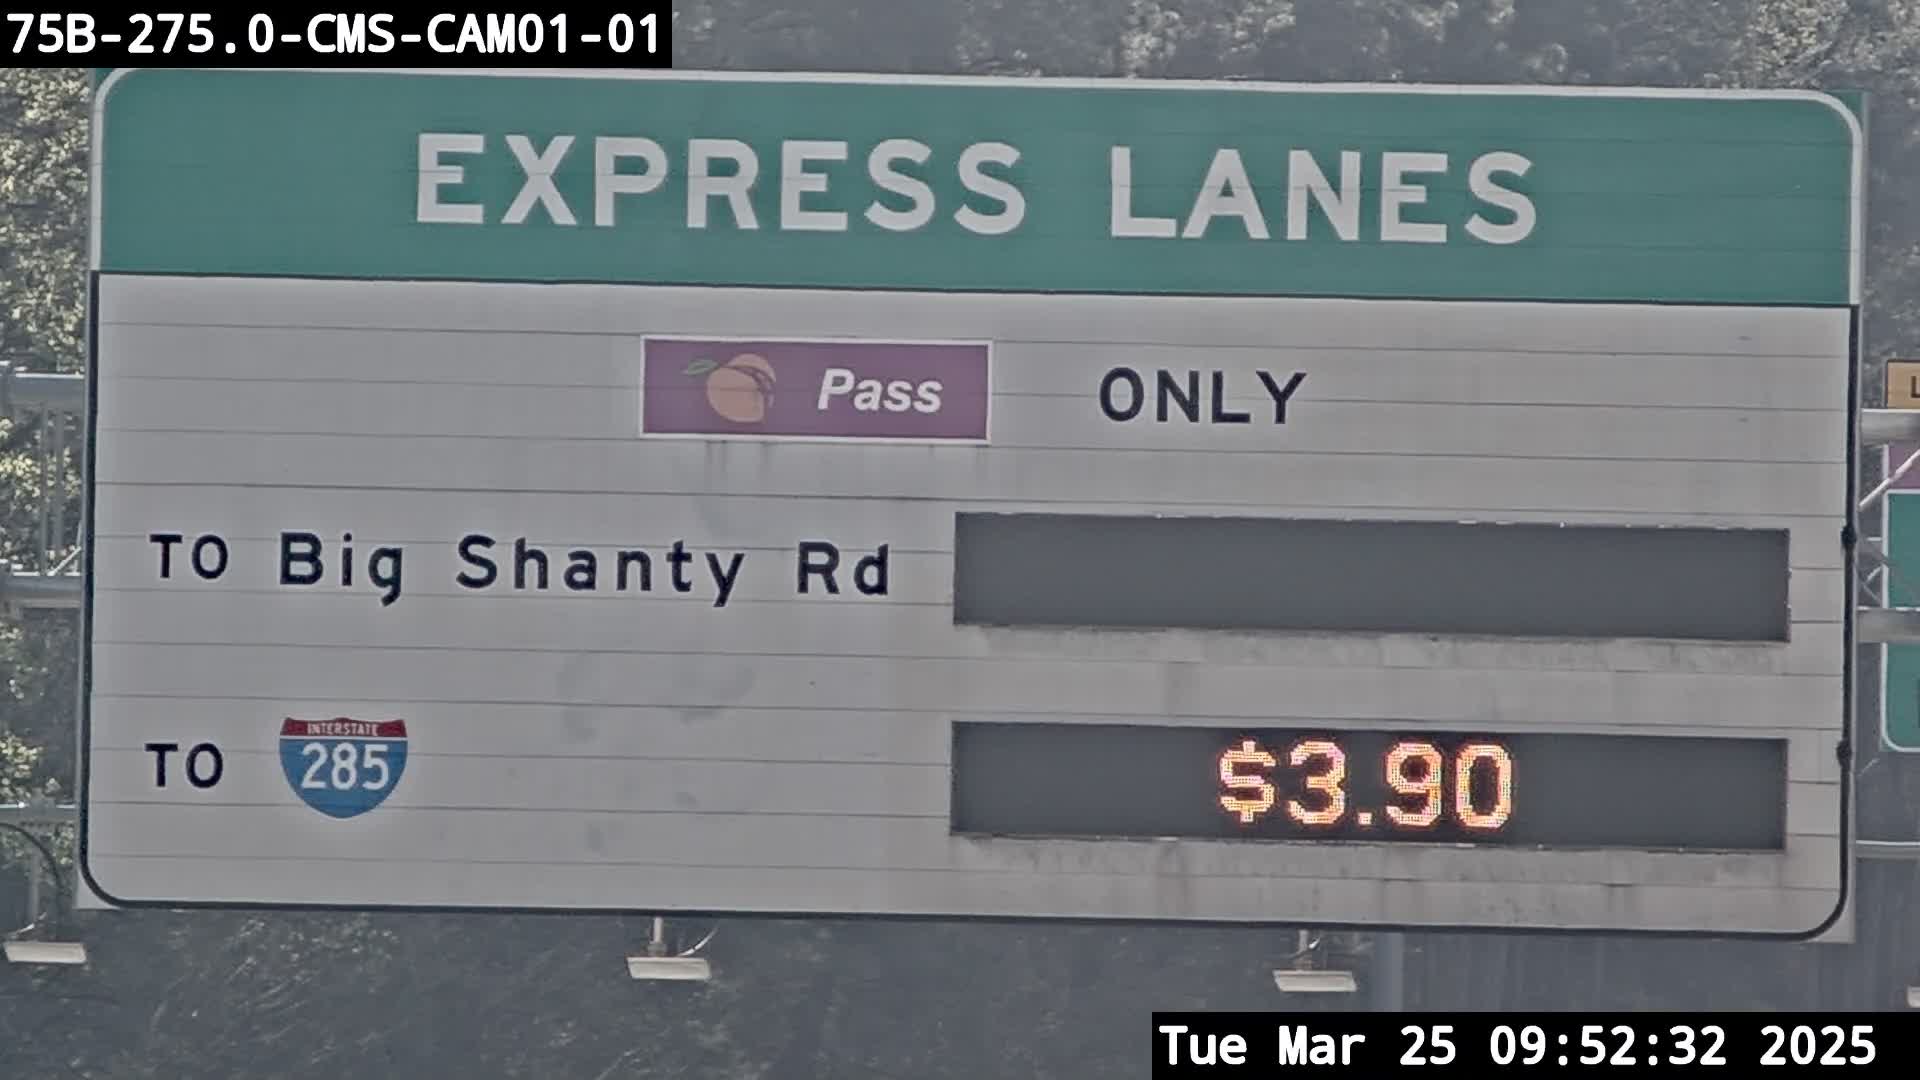 75B-275.0-CMS-CAM01-01
EXPRESS LANES
Pass ONLY
TO Big Shanty Rd
TO INTERSTATE 285 $3.90
Tue Mar 25 09:52:32 2025